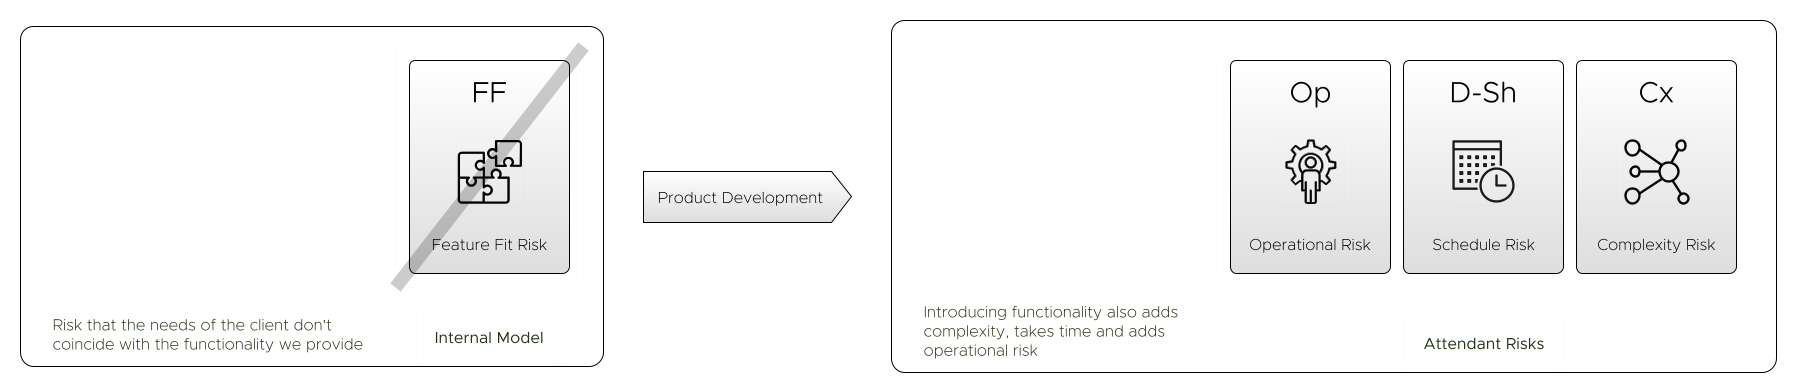 FF
Feature Fit Risk
Risk that the needs of the client don't
coincide with the functionality we provide
Internal Model
Product Development
Op
Operational Risk
D-Sh
Schedule Risk
Cx
Complexity Risk
Introducing functionality also adds
complexity, takes time and adds
operational risk
Attendant Risks